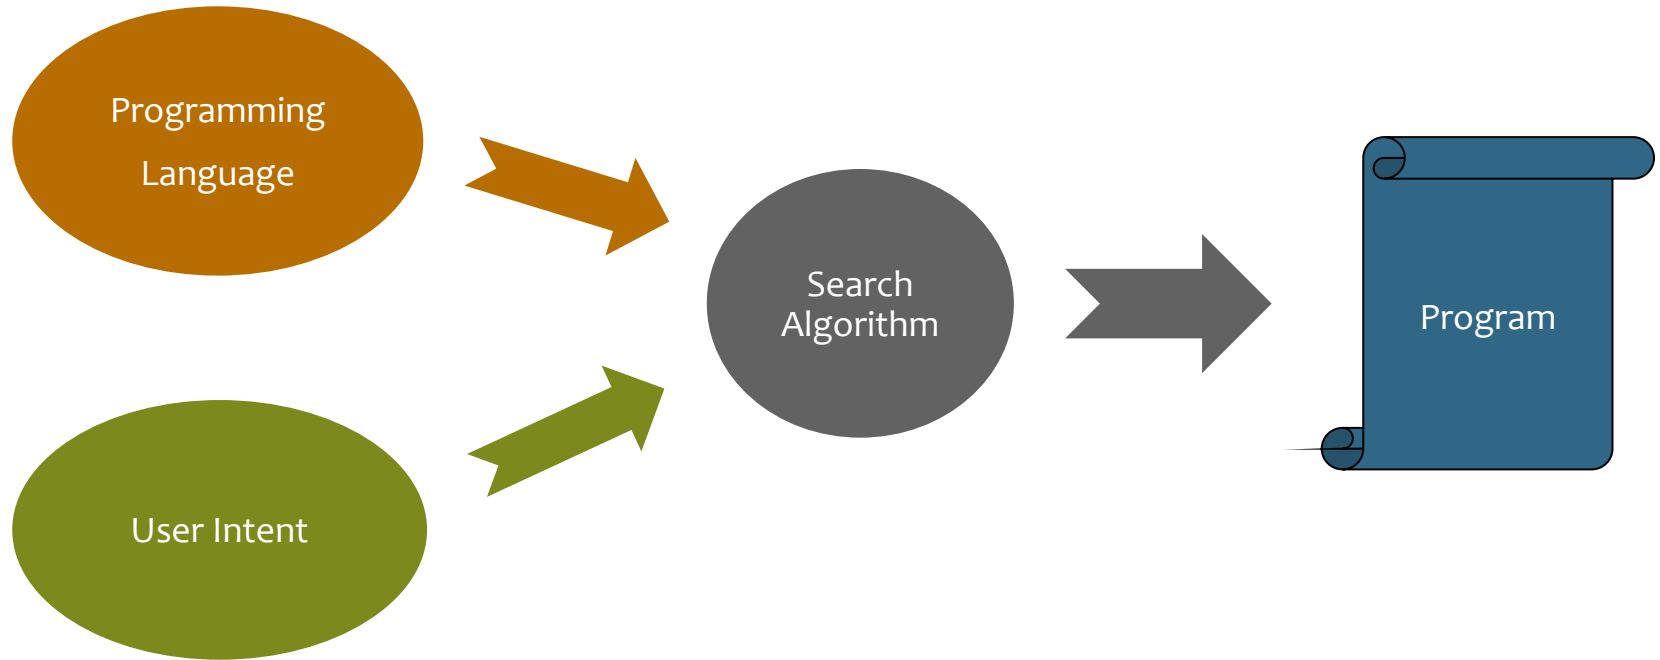 Programming
Language
User Intent
Search
Algorithm
Program